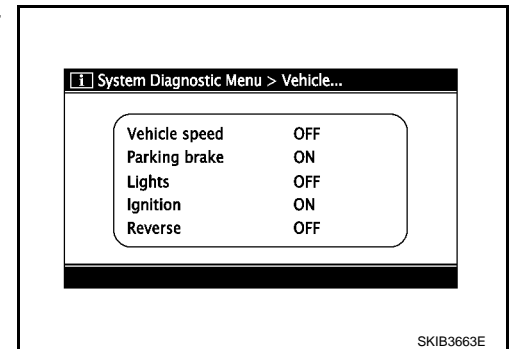 i System Diagnostic Menu > Vehicle...
Vehicle speed OFF
Parking brake ON
Lights OFF
Ignition ON
Reverse OFF
SKIB3663E